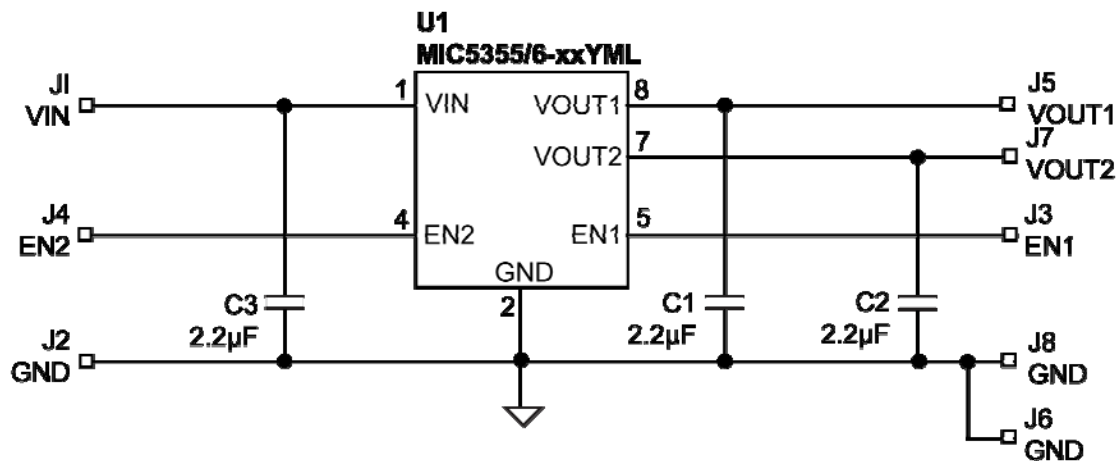 U1
MIC5355/6-xxYML
J1
VIN
1
VIN
VOUT1
8
J5
VOUT1
VOUT2
7
J7
VOUT2
J4
EN2
4
EN2
EN1
5
J3
EN1
GND
2
C3
2.2µF
C1
2.2µF
C2
2.2µF
J2
GND
J8
GND
J6
GND